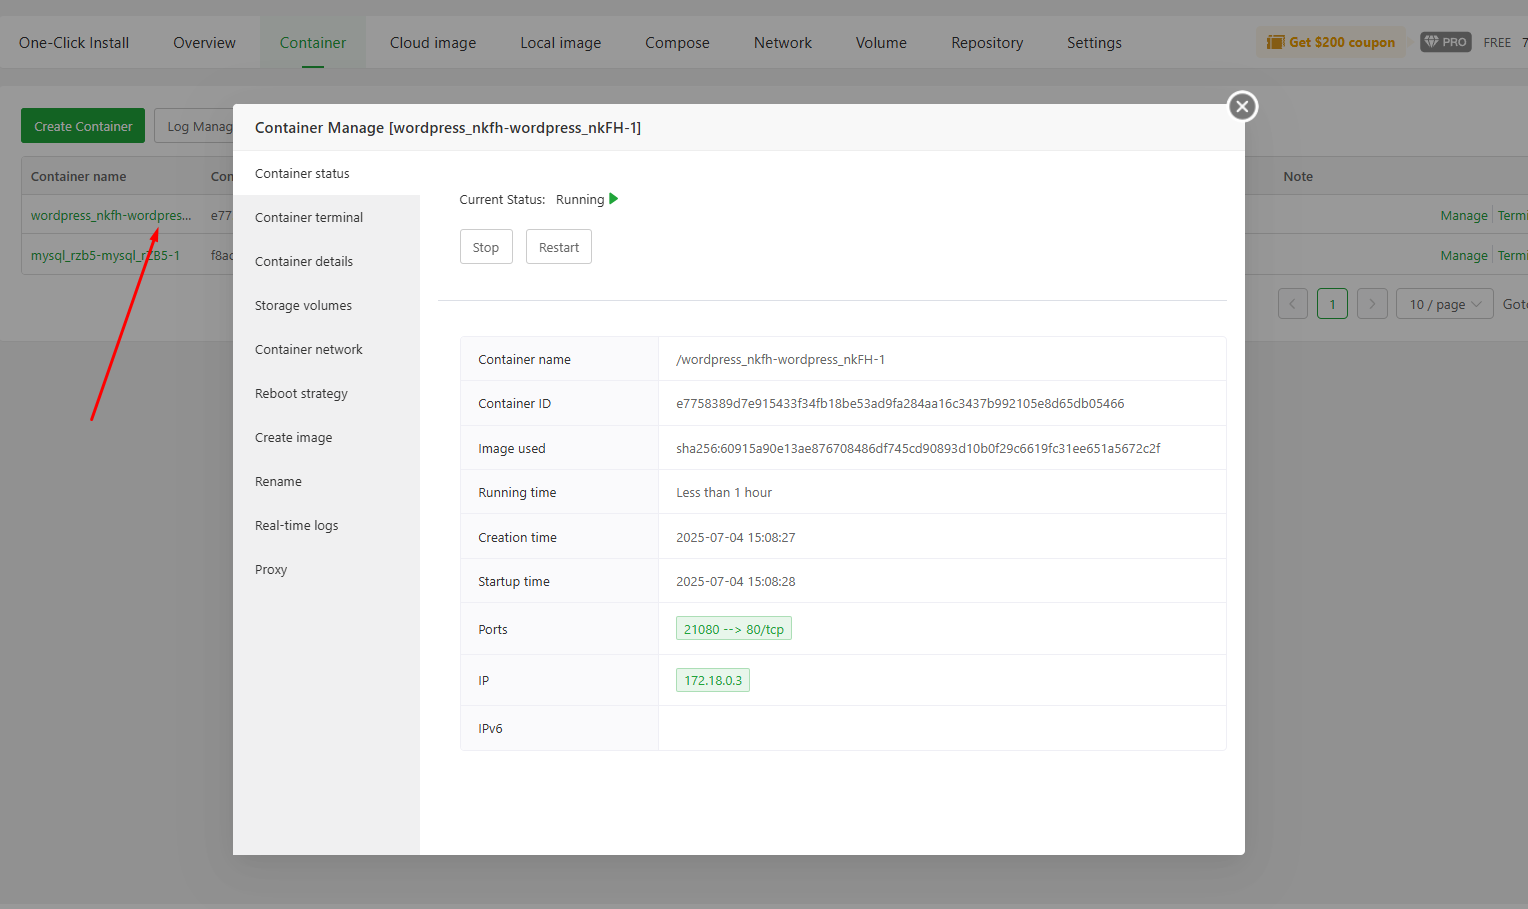 One-Click Install Overview Container Cloud image Local image Compose Network Volume Repository Settings Get $200 coupon PRO FREE 7
Create Container Log Manag
Container Manage [wordpress_nkfh-wordpress_nkFH-1]
Container name Con Note
wordpress_nkfh-wordpres... e77 Manage Termi
mysql_rzb5-mysql_rZB5-1 f8ac Manage Termi
1 10 / page Goto
Container status
Container terminal
Container details
Storage volumes
Container network
Reboot strategy
Create image
Rename
Real-time logs
Proxy
Current Status: Running
Stop Restart
Container name /wordpress_nkfh-wordpress_nkFH-1
Container ID e7758389d7e915433f34fb18be53ad9fa284aa16c3437b992105e8d65db05466
Image used sha256:60915a90e13ae876708486df745cd90893d10b0f29c6619fc31ee651a5672c2f
Running time Less than 1 hour
Creation time 2025-07-04 15:08:27
Startup time 2025-07-04 15:08:28
Ports 21080 --> 80/tcp
IP 172.18.0.3
IPv6